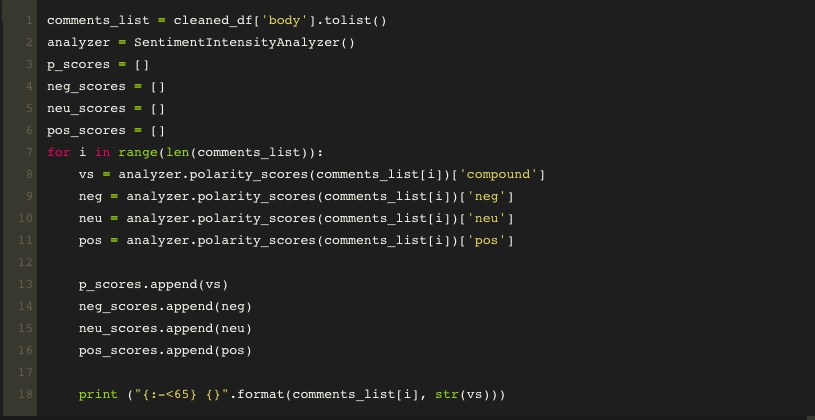 1 comments_list = cleaned_df['body'].tolist()
2 analyzer = SentimentIntensityAnalyzer()
3 p_scores = []
4 neg_scores = []
5 neu_scores = []
6 pos_scores = []
7 for i in range(len(comments_list)):
8     vs = analyzer.polarity_scores(comments_list[i])['compound']
9     neg = analyzer.polarity_scores(comments_list[i])['neg']
10     neu = analyzer.polarity_scores(comments_list[i])['neu']
11     pos = analyzer.polarity_scores(comments_list[i])['pos']
12
13     p_scores.append(vs)
14     neg_scores.append(neg)
15     neu_scores.append(neu)
16     pos_scores.append(pos)
17
18     print ("{:-<65} {}".format(comments_list[i], str(vs)))